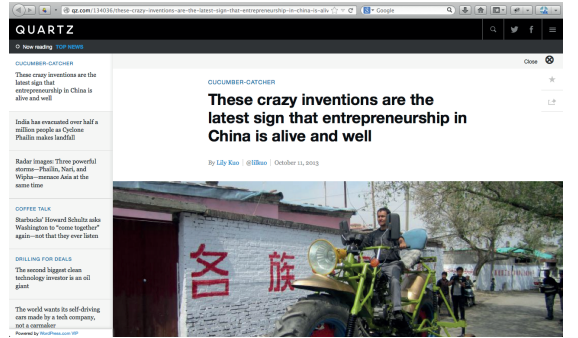 qz.com/134036/these-crazy-inventions-are-the-latest-sign-that-entrepreneurship-in-china-is-aliv
Google
QUARTZ
Now reading TOP NEWS
CUCUMBER-CATCHER
These crazy inventions are the
latest sign that
entrepreneurship in China is
alive and well
India has evacuated over half a
million people as Cyclone
Phailin makes landfall
Radar images: Three powerful
storms—Phailin, Nari, and
Wipha—menace Asia at the
same time
COFFEE TALK
Starbucks' Howard Schultz asks
Washington to "come together"
again—not that they ever listen
DRILLING FOR DEALS
The second biggest clean
technology investor is an oil
giant
The world wants its self-driving
cars made by a tech company,
not a carmaker
Powered by WordPress.com VIP
Close
CUCUMBER-CATCHER
These crazy inventions are the
latest sign that entrepreneurship in
China is alive and well
By Lily Kuo | @lilkuo | October 11, 2013
各族